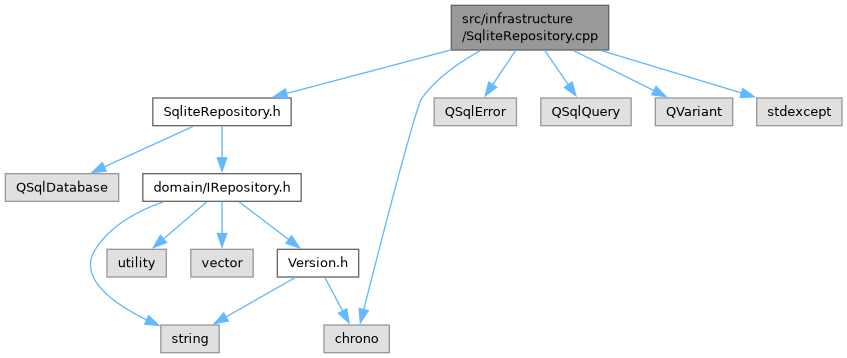 src/infrastructure
/SqliteRepository.cpp
SqliteRepository.h
QSqlError
QSqlQuery
QVariant
stdexcept
QSqlDatabase
domain/IRepository.h
utility
vector
Version.h
string
chrono